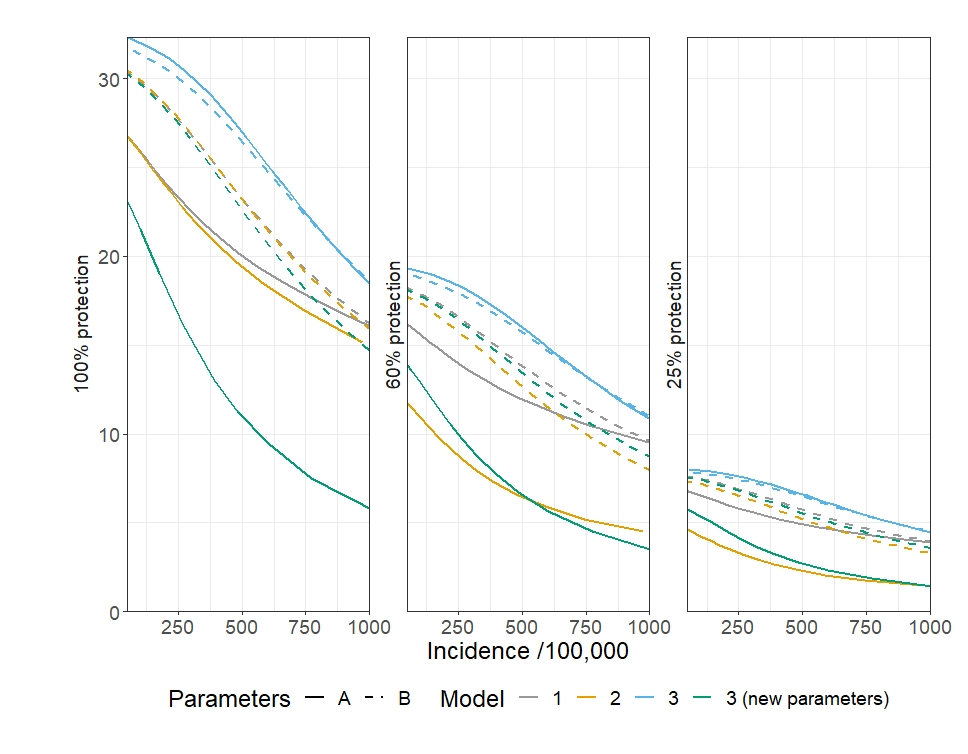 100% protection
30
20
10
0
60% protection
25% protection
250 500 750 1000 250 500 750 1000 250 500 750 1000
Incidence /100,000
Parameters A B Model 1 2 3 3 (new parameters)